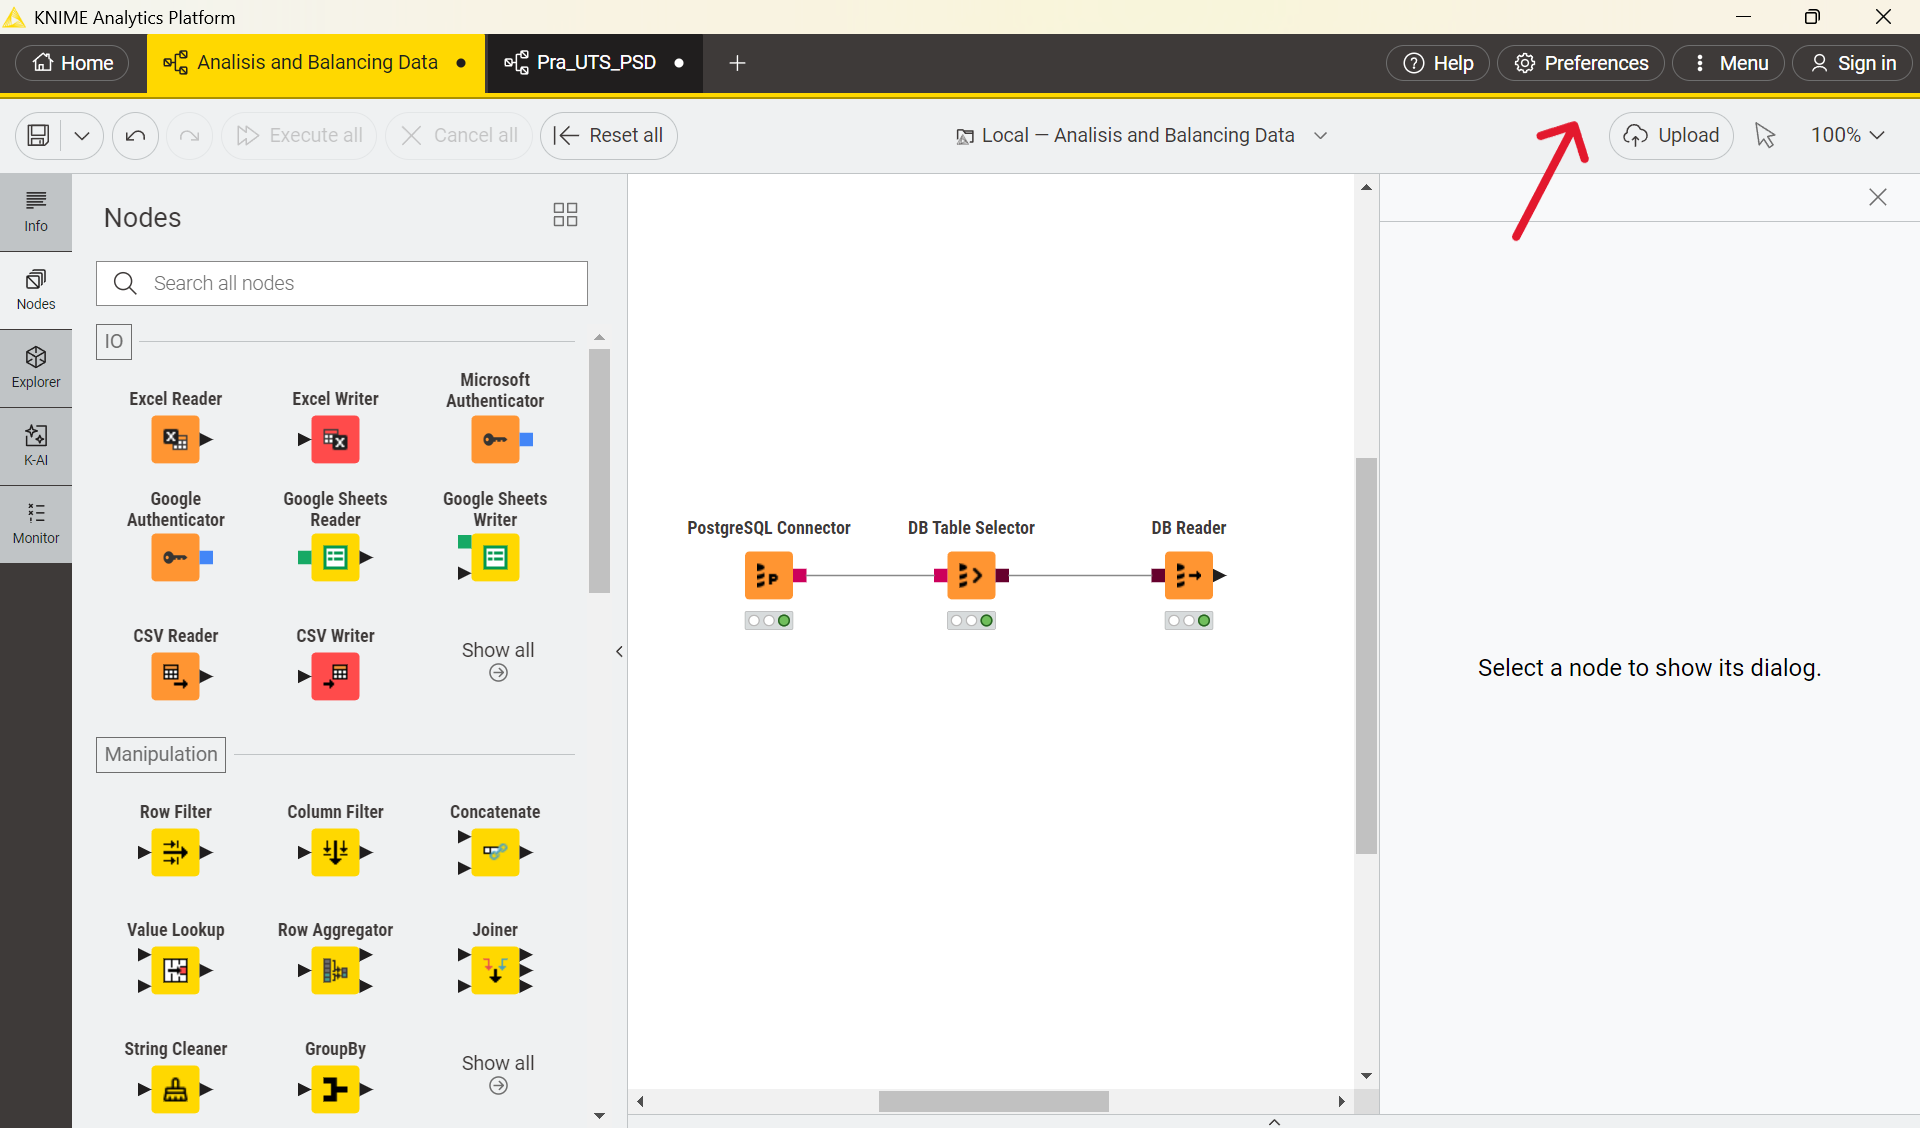 KNIME Analytics Platform
Home
Analisis and Balancing Data
Pra_UTS_PSD
Help
Preferences
Menu
Sign in
Execute all
Cancel all
Reset all
Local — Analisis and Balancing Data
Upload
100%
Info
Nodes
Explorer
K-AI
Monitor
Nodes
Search all nodes
IO
Excel Reader
Excel Writer
Microsoft
Authenticator
Google
Authenticator
Google Sheets
Reader
Google Sheets
Writer
CSV Reader
CSV Writer
Show all
Manipulation
Row Filter
Column Filter
Concatenate
Value Lookup
Row Aggregator
Joiner
String Cleaner
GroupBy
Show all
PostgreSQL Connector
DB Table Selector
DB Reader
Select a node to show its dialog.